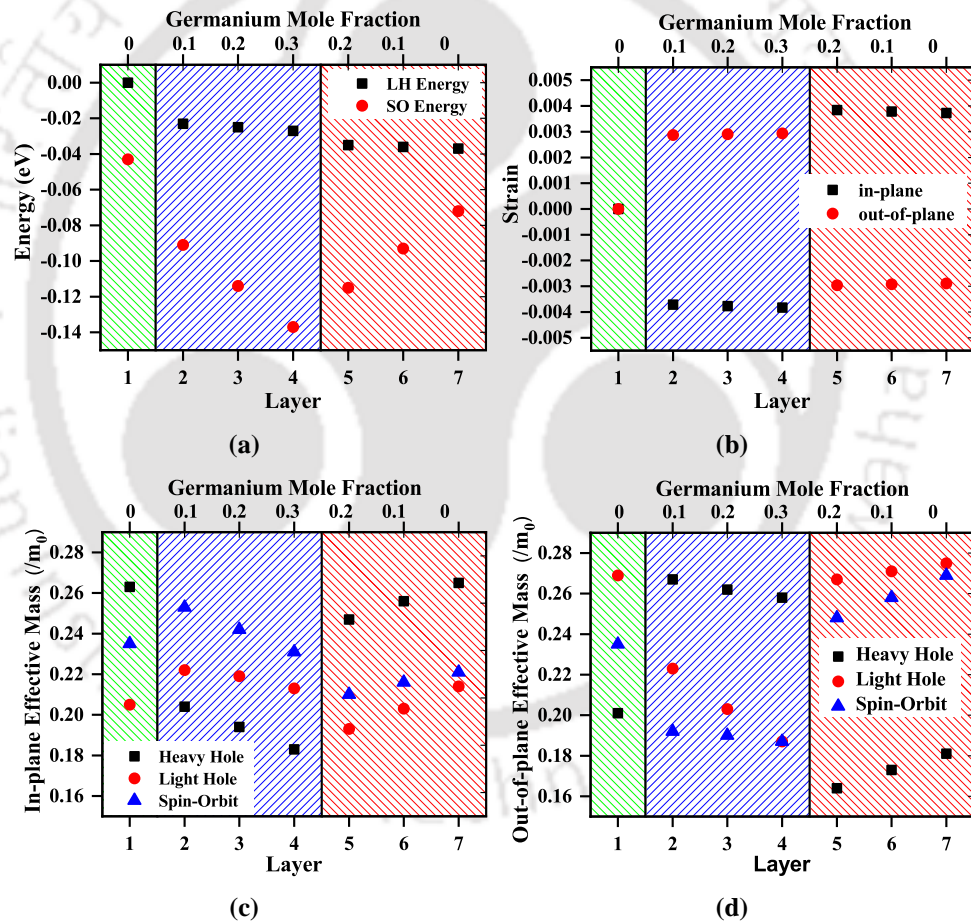 Germanium Mole Fraction
0 0.1 0.2 0.3 0.2 0.1 0
Energy (eV)
0.00
-0.02
-0.04
-0.06
-0.08
-0.10
-0.12
-0.14
LH Energy
SO Energy
1 2 3 4 5 6 7
Layer
(a)
Germanium Mole Fraction
0 0.1 0.2 0.3 0.2 0.1 0
Strain
0.005
0.004
0.003
0.002
0.001
0.000
-0.001
-0.002
-0.003
-0.004
-0.005
in-plane
out-of-plane
1 2 3 4 5 6 7
Layer
(b)
Germanium Mole Fraction
0 0.1 0.2 0.3 0.2 0.1 0
In-plane Effective Mass (/m₀)
0.28
0.26
0.24
0.22
0.20
0.18
0.16
Heavy Hole
Light Hole
Spin-Orbit
1 2 3 4 5 6 7
Layer
(c)
Germanium Mole Fraction
0 0.1 0.2 0.3 0.2 0.1 0
Out-of-plane Effective Mass (/m₀)
0.28
0.26
0.24
0.22
0.20
0.18
0.16
Heavy Hole
Light Hole
Spin-Orbit
1 2 3 4 5 6 7
Layer
(d)